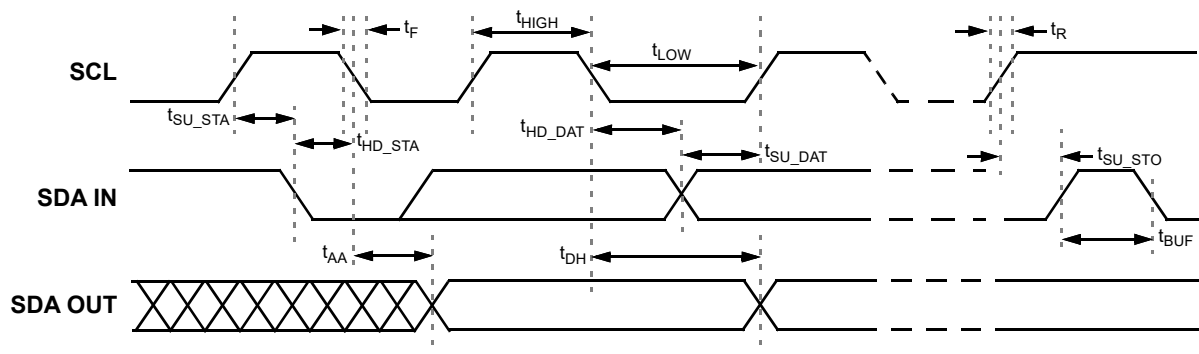 tF
tHIGH
tR
tLOW
SCL
tSU_STA
tHD_STA
tHD_DAT
tSU_DAT
tSU_STO
SDA IN
tAA
tDH
tBUF
SDA OUT